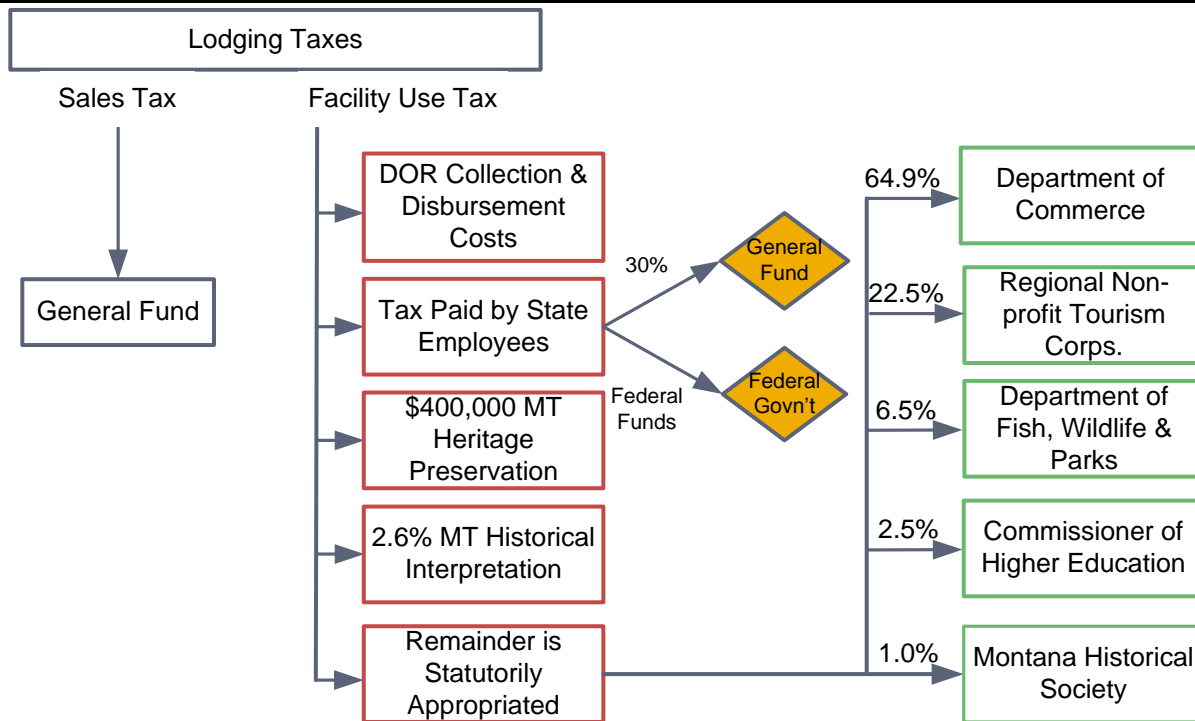 Lodging Taxes
Sales Tax
Facility Use Tax
General Fund
DOR Collection &
Disbursement
Costs
Tax Paid by State
Employees
$400,000 MT
Heritage
Preservation
2.6% MT Historical
Interpretation
Remainder is
Statutorily
Appropriated
30%
General
Fund
Federal
Funds
Federal
Govn't
64.9%
Department of
Commerce
22.5%
Regional Non-
profit Tourism
Corps.
6.5%
Department of
Fish, Wildlife &
Parks
2.5%
Commissioner of
Higher Education
1.0%
Montana Historical
Society